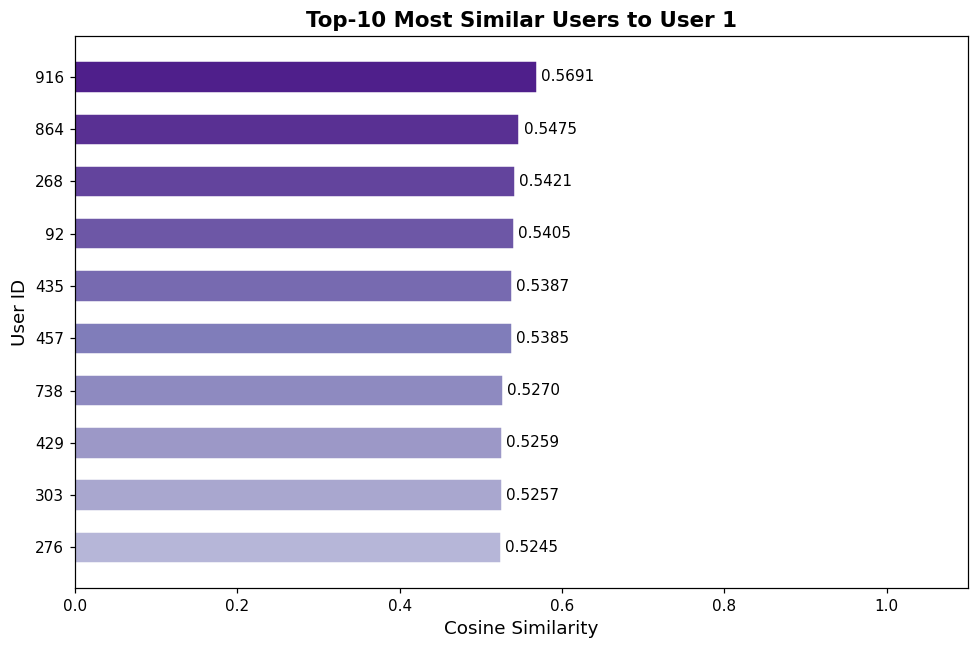 Top-10 Most Similar Users to User 1
User ID
916 0.5691
864 0.5475
268 0.5421
92 0.5405
435 0.5387
457 0.5385
738 0.5270
429 0.5259
303 0.5257
276 0.5245
0.0 0.2 0.4 0.6 0.8 1.0
Cosine Similarity